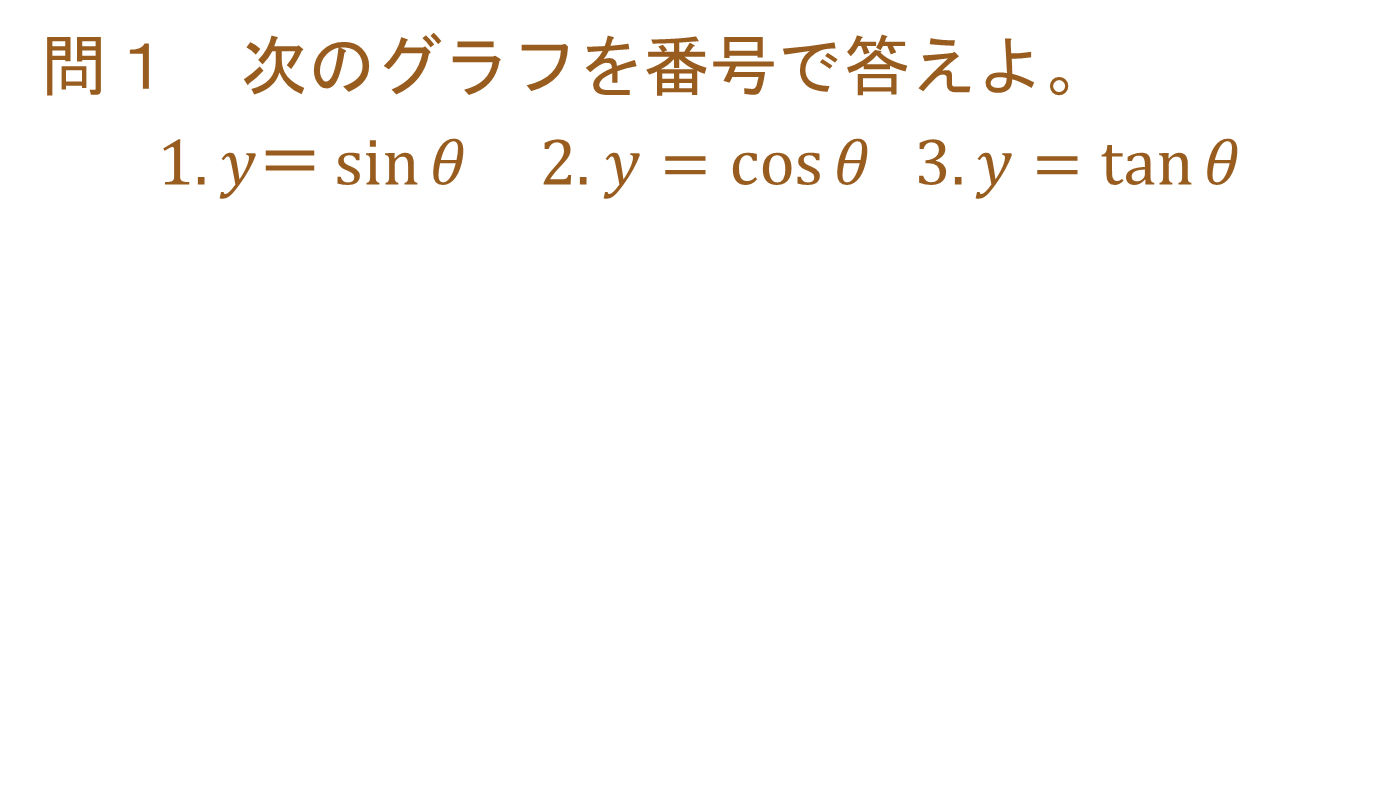 問１　次のグラフを番号で答えよ。
1. y＝ sin θ　2. y = cos θ　3. y = tan θ